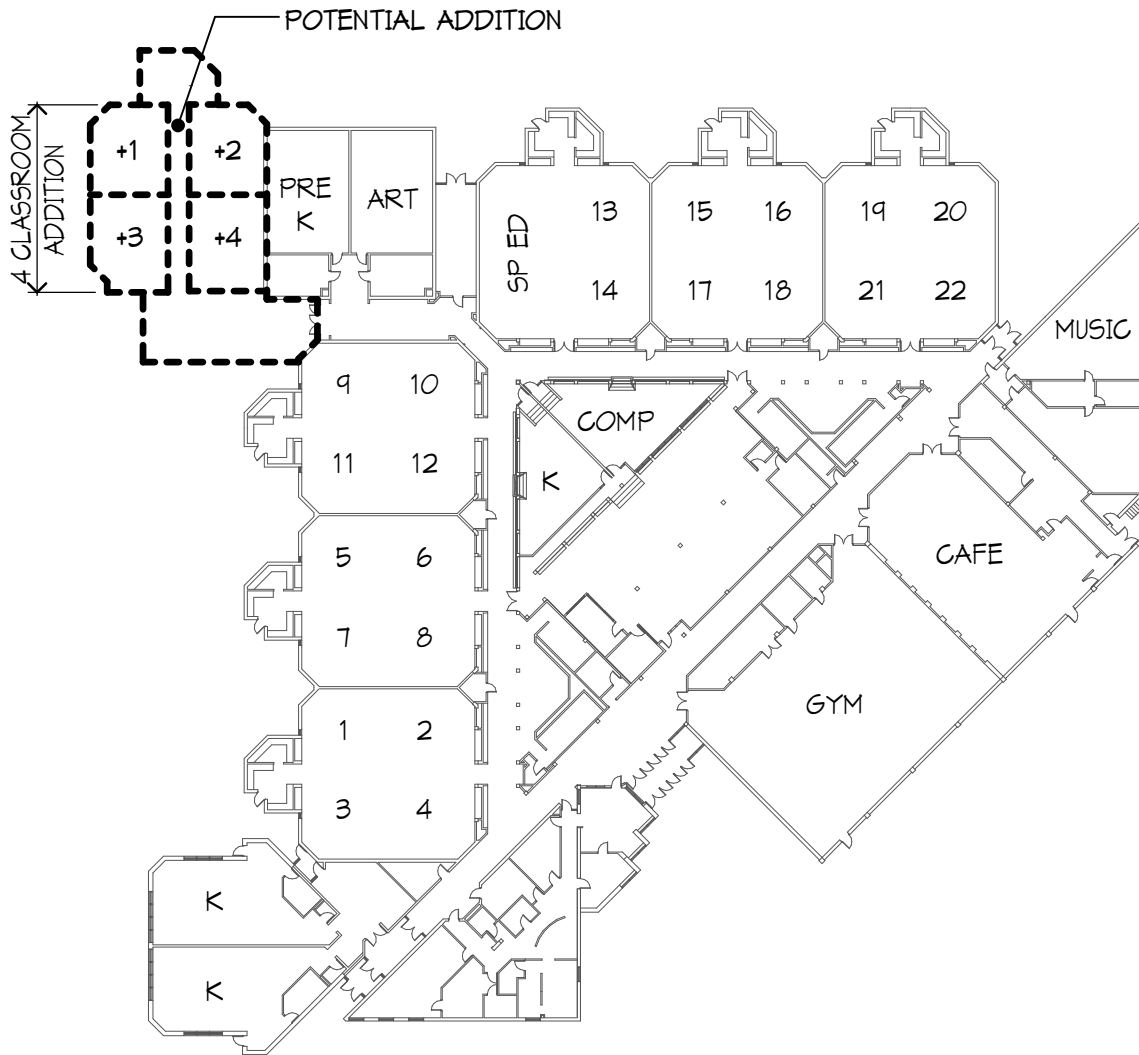 POTENTIAL ADDITION
4 CLASSROOM
ADDITION
+1
+2
+3
+4
PRE
K
ART
SP ED
13
14
15
16
17
18
19
20
21
22
MUSIC
9
10
11
12
COMP
K
5
6
7
8
CAFE
GYM
1
2
3
4
K
K